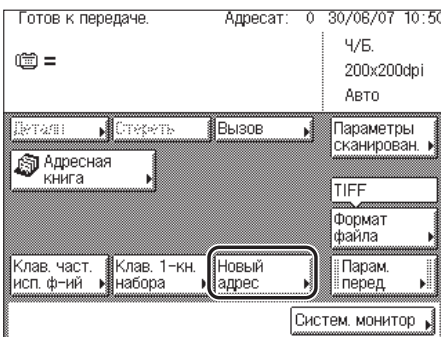 Готов к передаче. Адресат: 0 30/06/07 10:50
=
Ч/Б.
200x200dpi
Авто
Детали Стереть Вызов Параметры
сканирован.
Адресная
книга
TIFF
Формат
файла
Клав. част. Клав. 1-кн. Новый Парам.
исп. ф-ий набора адрес перед.
Систем. монитор